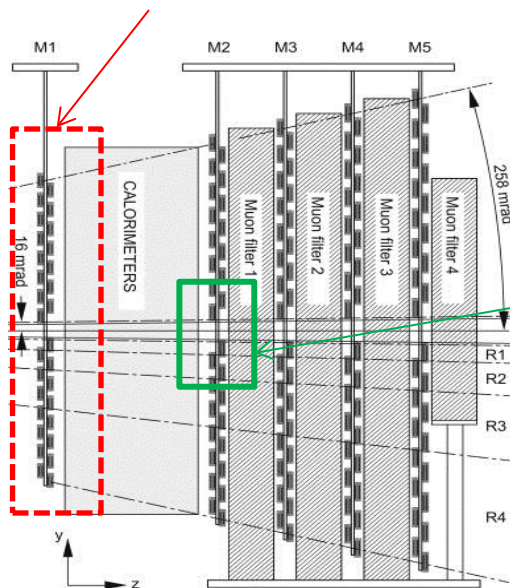 M1
M2
M3
M4
M5
16 mrad
CALORIMETERS
Muon filter 1
Muon filter 2
Muon filter 3
Muon filter 4
258 mrad
R1
R2
R3
R4
y
z